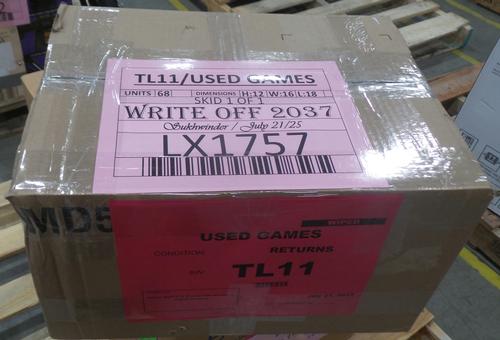 TL11/USED GAMES
UNITS 68 DIMENSIONS H:12 W:16 L:18
SKID 1 OF 1
WRITE OFF 2037
Sukhwinder / July 21/25
LX1757
MD5
WIPED
USED GAMES
CONDITION: RETURNS
TL11